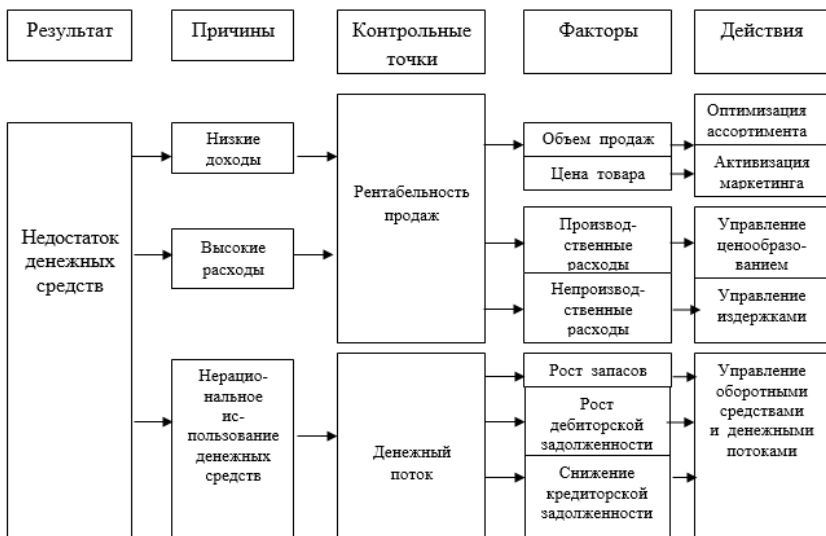 Результат
Причины
Контрольные
точки
Факторы
Действия
Недостаток
денежных
средств
Низкие
доходы
Высокие
расходы
Нерацио-
нальное
ис-
пользование
денежных
средств
Рентабельность
продаж
Денежный
поток
Объем продаж
Цена товара
Производ-
ственные
расходы
Непроизвод-
ственные
расходы
Рост запасов
Рост
дебиторской
задолженности
Снижение
кредиторской
задолженности
Оптимизация
ассортимента
Активизация
маркетинга
Управление
ценообразо-
ванием
Управление
издержками
Управление
оборотными
средствами
и денежными
потоками